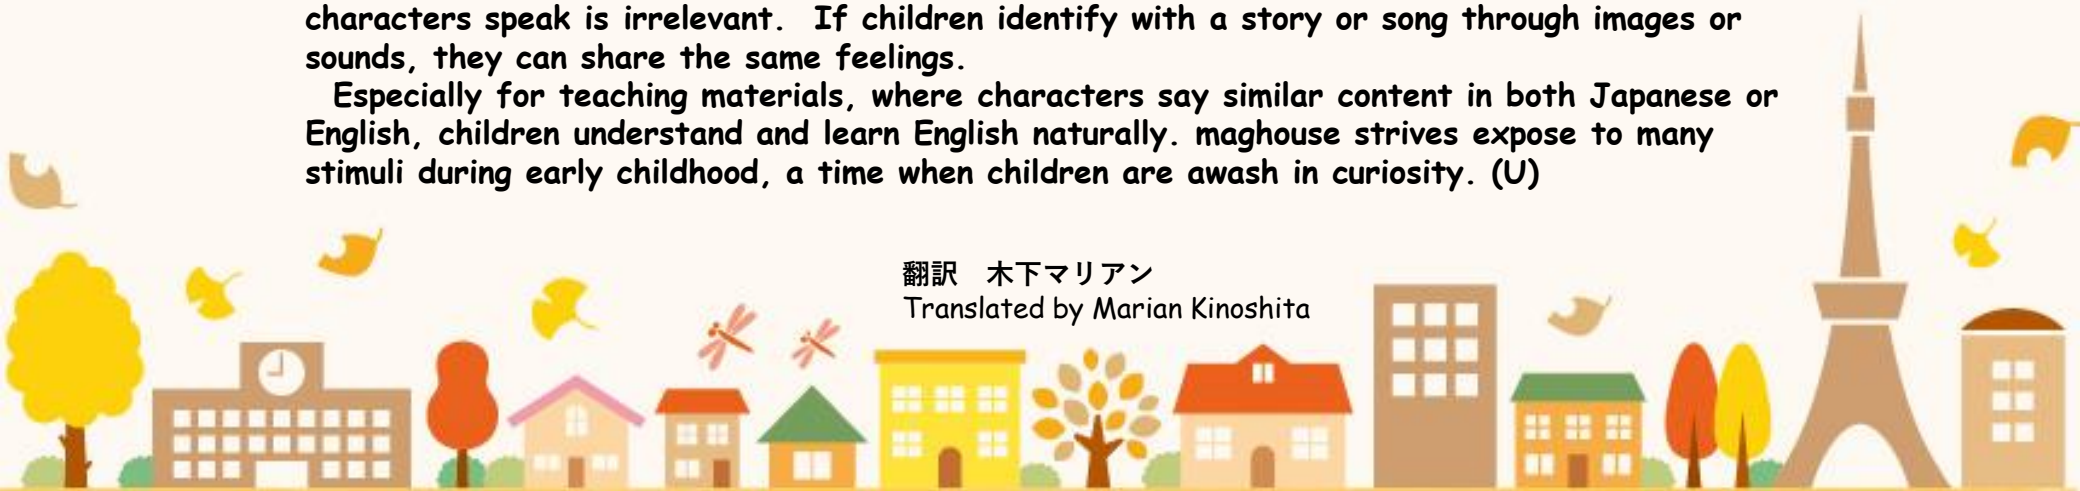 characters speak is irrelevant.  If children identify with a story or song through images or
sounds, they can share the same feelings.
Especially for teaching materials, where characters say similar content in both Japanese or
English, children understand and learn English naturally. maghouse strives expose to many
stimuli during early childhood, a time when children are awash in curiosity. (U)
翻訳　木下マリアン
Translated by Marian Kinoshita